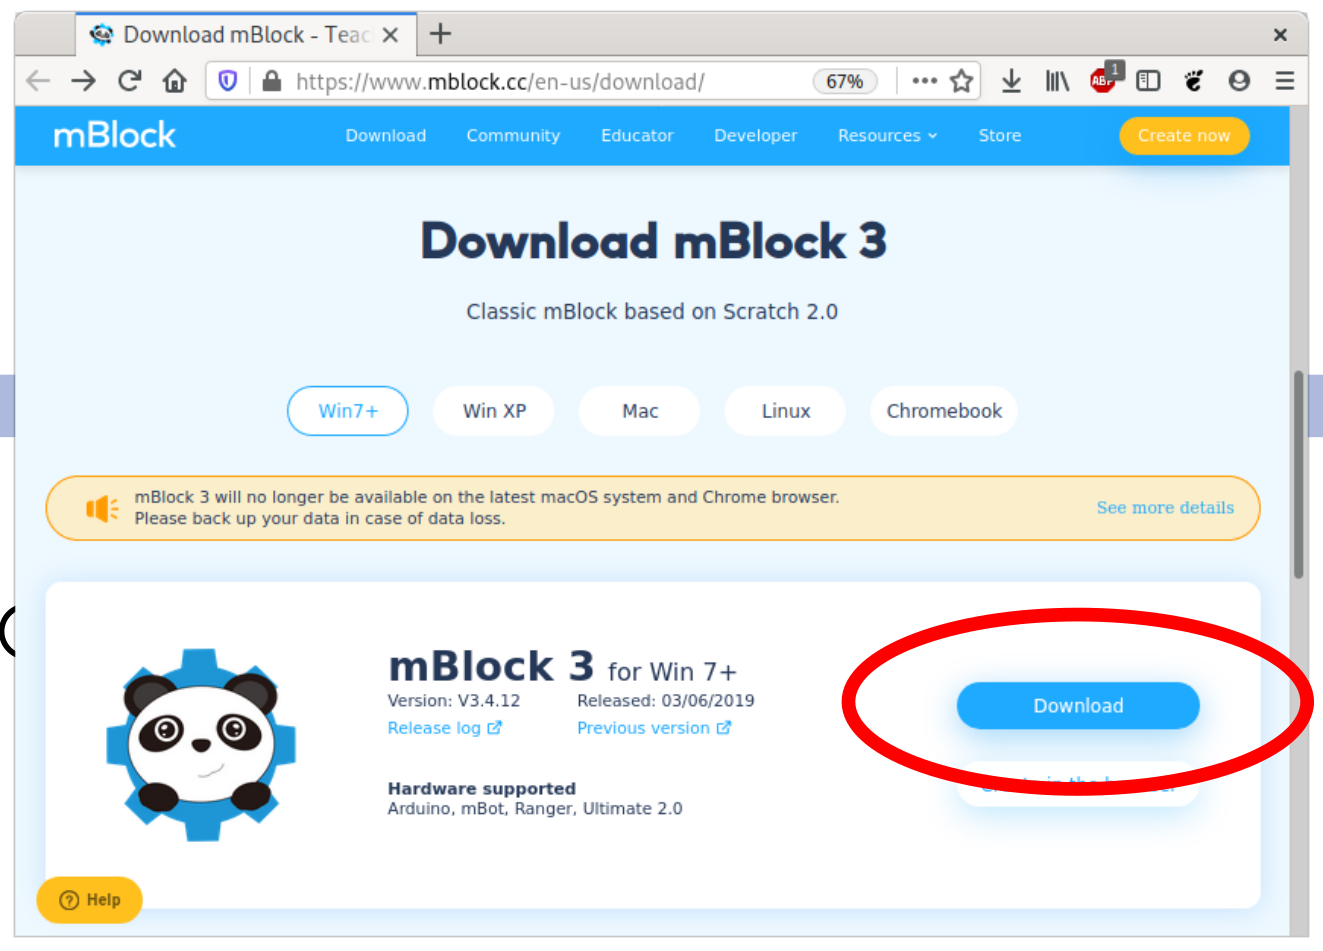 Download mBlock - Teac
https://www.mblock.cc/en-us/download/
67%
ABP
1
mBlock
Download
Community
Educator
Developer
Resources
Store
Create now
Download mBlock 3
Classic mBlock based on Scratch 2.0
Win7+
Win XP
Mac
Linux
Chromebook
mBlock 3 will no longer be available on the latest macOS system and Chrome browser.
Please back up your data in case of data loss.
See more details
mBlock 3 for Win 7+
Version: V3.4.12
Released: 03/06/2019
Release log
Previous version
Download
Hardware supported
Arduino, mBot, Ranger, Ultimate 2.0
Help